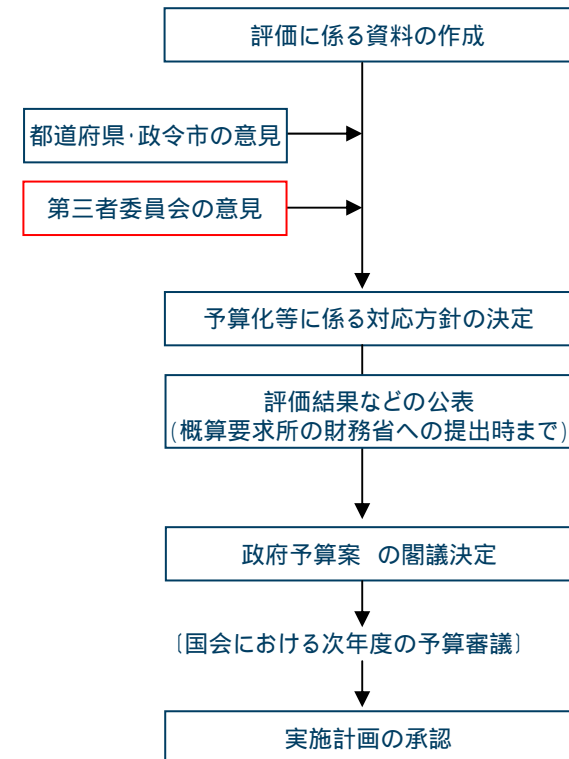 評価に係る資料の作成
都道府県・政令市の意見
第三者委員会の意見
予算化等に係る対応方針の決定
評価結果などの公表
(概算要求所の財務省への提出時まで)
政府予算案　の閣議決定
〔国会における次年度の予算審議〕
実施計画の承認